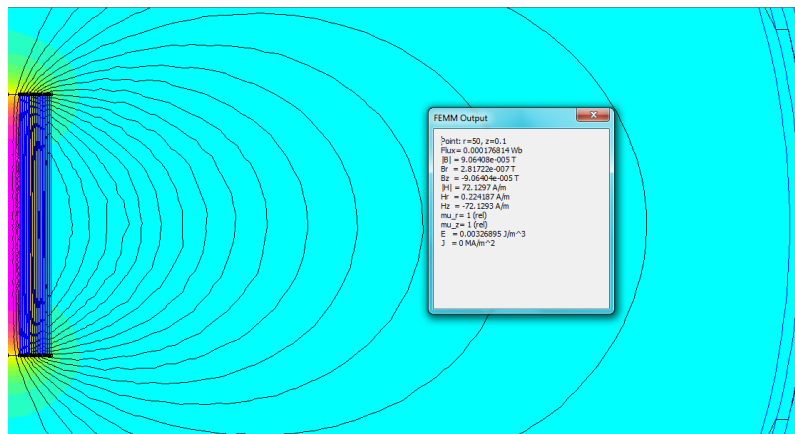 FEMM Output
Point: r=50, z=0.1
Flux= 0.000176814 Wb
|B| = 9.06408e-005 T
Br = 2.81722e-007 T
Bz = -9.06404e-005 T
|H| = 72.1297 A/m
Hr = 0.224187 A/m
Hz = -72.1293 A/m
mu_r= 1 (rel)
mu_z= 1 (rel)
E = 0.00326895 J/m^3
J = 0 MA/m^2